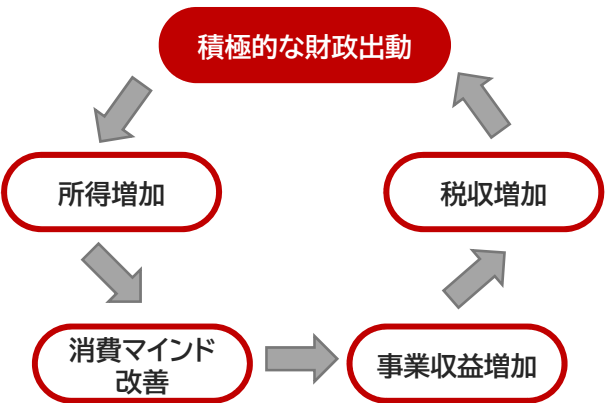 積極的な財政出動
所得増加
税収増加
消費マインド
改善
事業収益増加